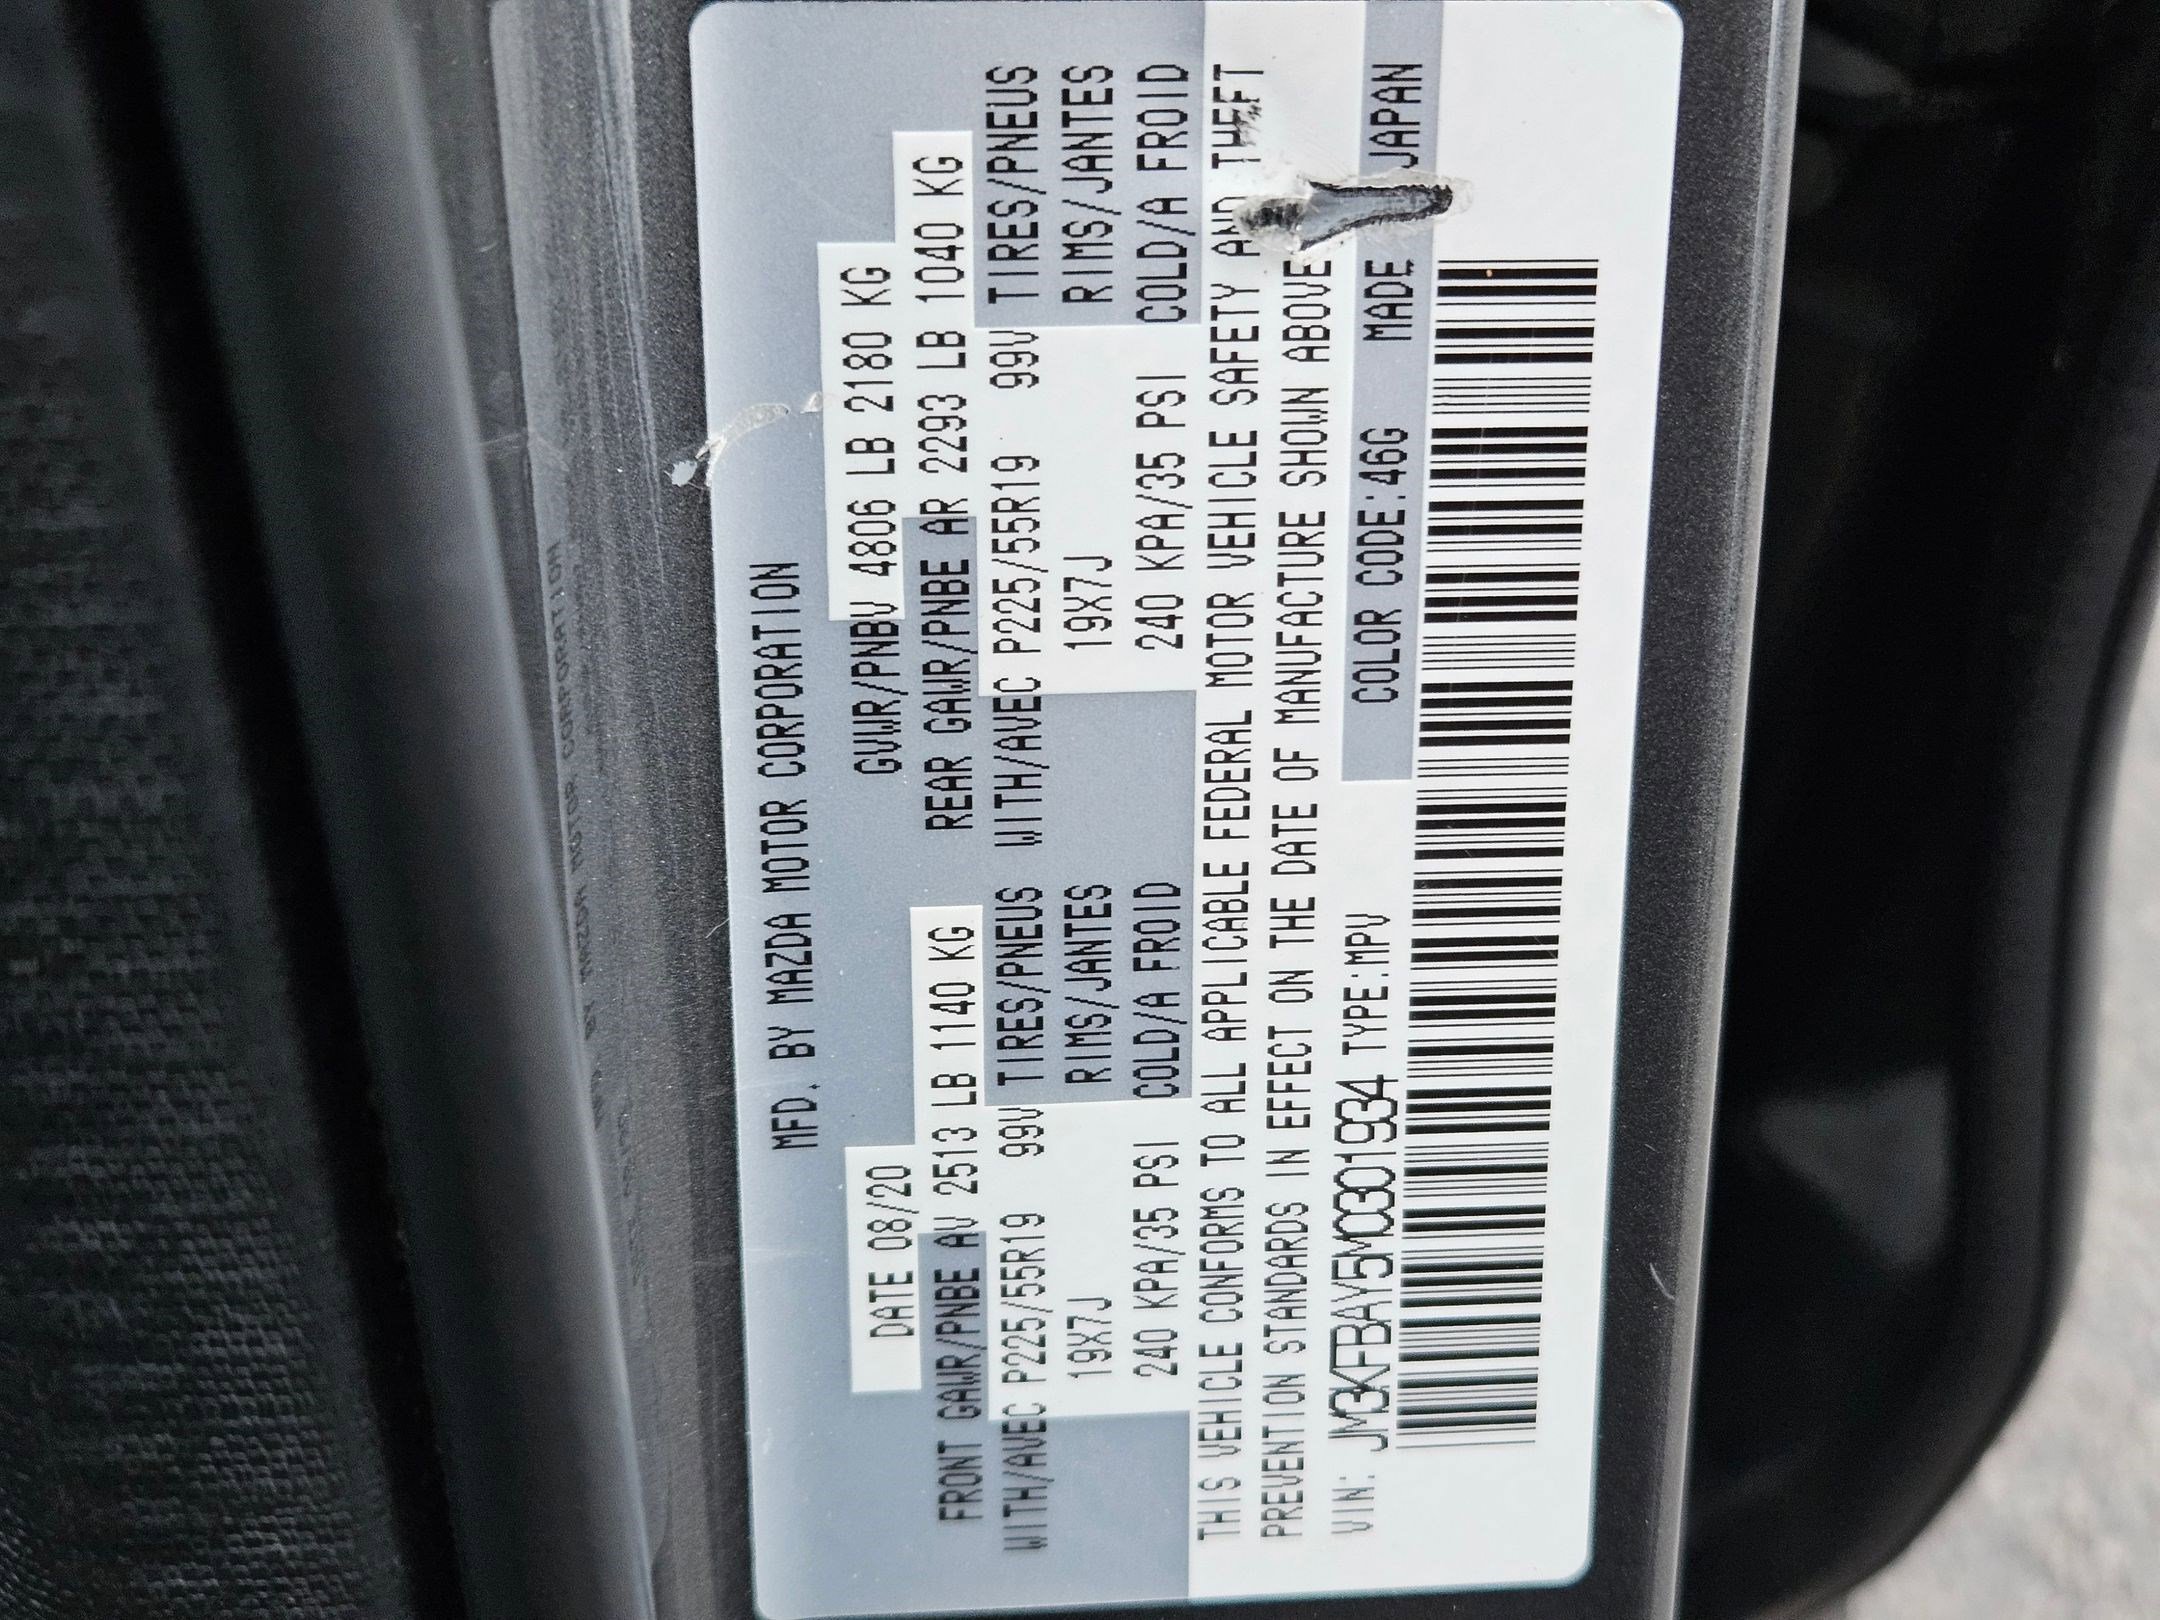 MFD. BY MAZDA MOTOR CORPORATION
DATE 08/20 GVWR/PNBV 4806 LB 2180 KG
FRONT GAWR/PNBE AV 2513 LB 1140 KG REAR GAWR/PNBE AR 2293 LB 1040 KG
WITH/AVEC P225/55R19 99V TIRES/PNEUS WITH/AVEC P225/55R19 99V TIRES/PNEUS
19X7J RIMS/JANTES 19X7J RIMS/JANTES
240 KPA/35 PSI COLD/A FROID 240 KPA/35 PSI COLD/A FROID
THIS VEHICLE CONFORMS TO ALL APPLICABLE FEDERAL MOTOR VEHICLE SAFETY AND THEFT
PREVENTION STANDARDS IN EFFECT ON THE DATE OF MANUFACTURE SHOWN ABOVE
VIN: JM3KFBAY5M0301934 TYPE:MPV COLOR CODE:46G MADE JAPAN